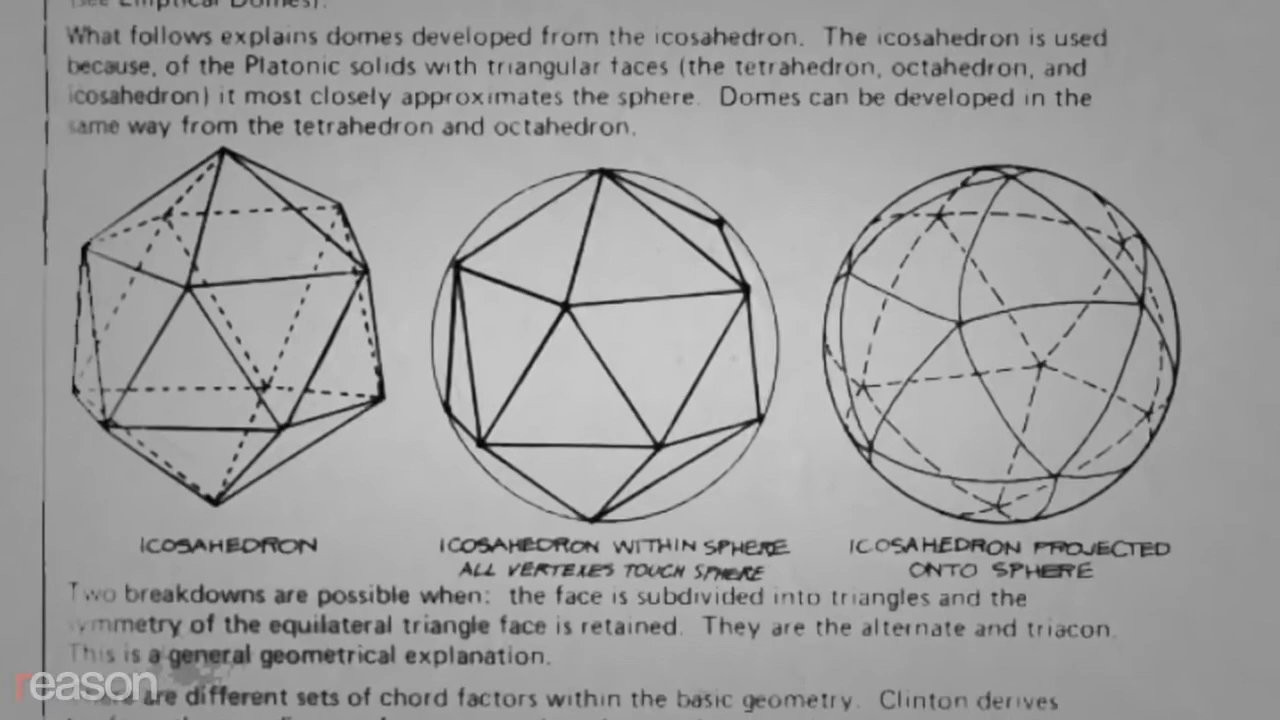 (see Elliptical Domes).
What follows explains domes developed from the icosahedron. The icosahedron is used
because, of the Platonic solids with triangular faces (the tetrahedron, octahedron, and
icosahedron) it most closely approximates the sphere. Domes can be developed in the
same way from the tetrahedron and octahedron.
ICOSAHEDRON
ICOSAHEDRON WITHIN SPHERE
ALL VERTEXES TOUCH SPHERE
ICOSAHEDRON PROJECTED
ONTO SPHERE
Two breakdowns are possible when: the face is subdivided into triangles and the
symmetry of the equilateral triangle face is retained. They are the alternate and triacon.
This is a general geometrical explanation.
are different sets of chord factors within the basic geometry. Clinton derives
reason